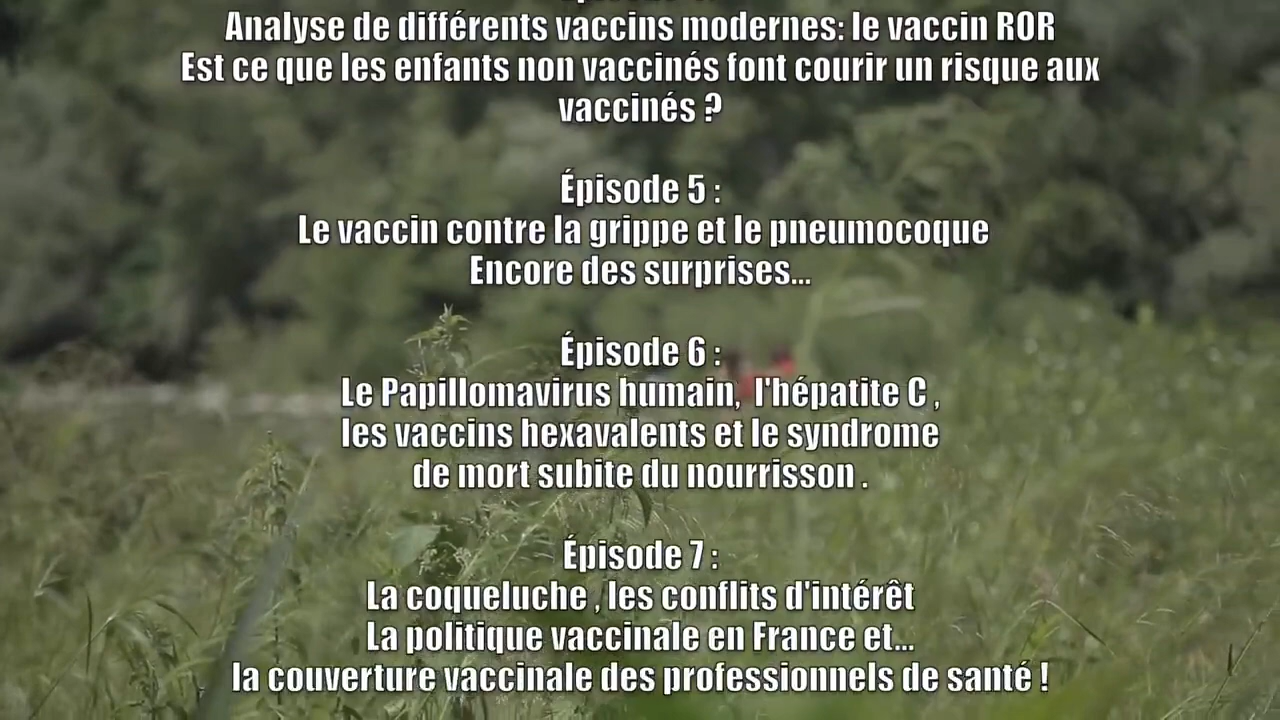 Analyse de différents vaccins modernes: le vaccin ROR
Est ce que les enfants non vaccinés font courir un risque aux
vaccinés ?
Épisode 5 :
Le vaccin contre la grippe et le pneumocoque
Encore des surprises...
Épisode 6 :
Le Papillomavirus humain, l'hépatite C ,
les vaccins hexavalents et le syndrome
de mort subite du nourrisson .
Épisode 7 :
La coqueluche , les conflits d'intérêt
La politique vaccinale en France et...
la couverture vaccinale des professionnels de santé !